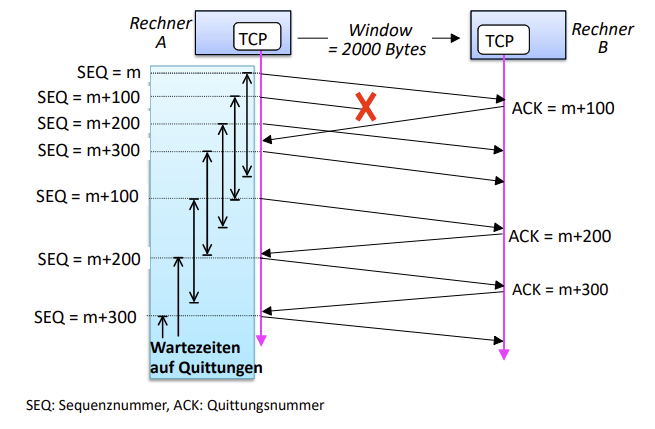 Rechner
A
TCP
Window
= 2000 Bytes
TCP
Rechner
B
SEQ = m
SEQ = m+100
ACK = m+100
SEQ = m+200
SEQ = m+300
SEQ = m+100
ACK = m+200
SEQ = m+200
ACK = m+300
SEQ = m+300
Wartezeiten
auf Quittungen
SEQ: Sequenznummer, ACK: Quittungsnummer